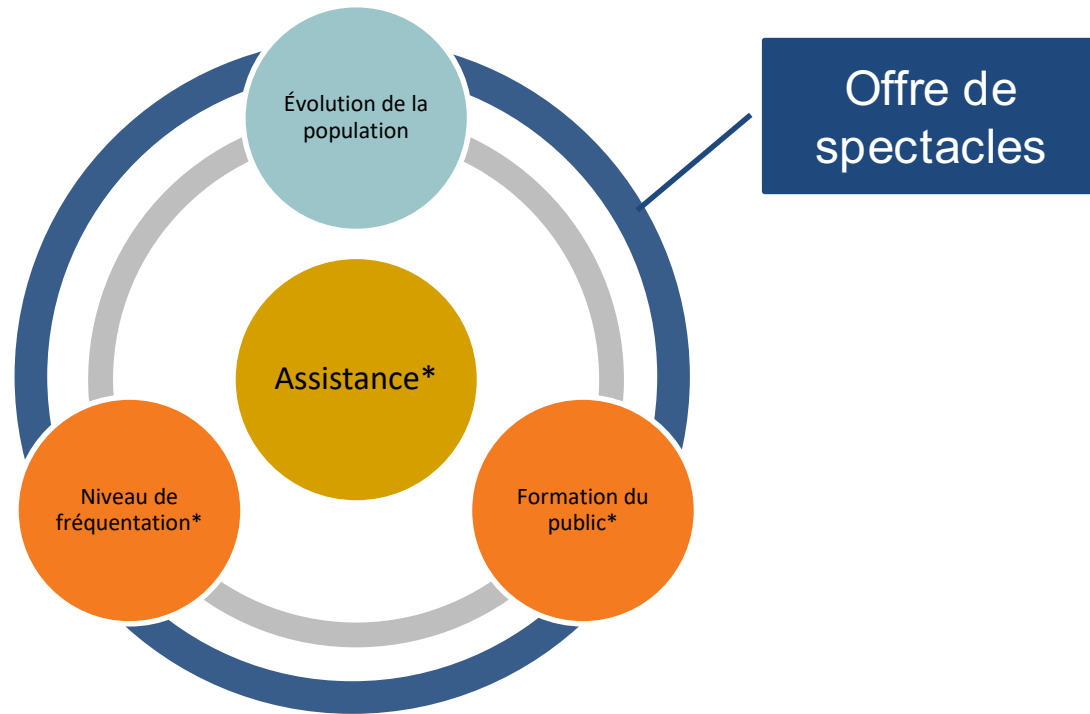 Évolution de la
population
Offre de
spectacles
Assistance*
Niveau de
fréquentation*
Formation du
public*